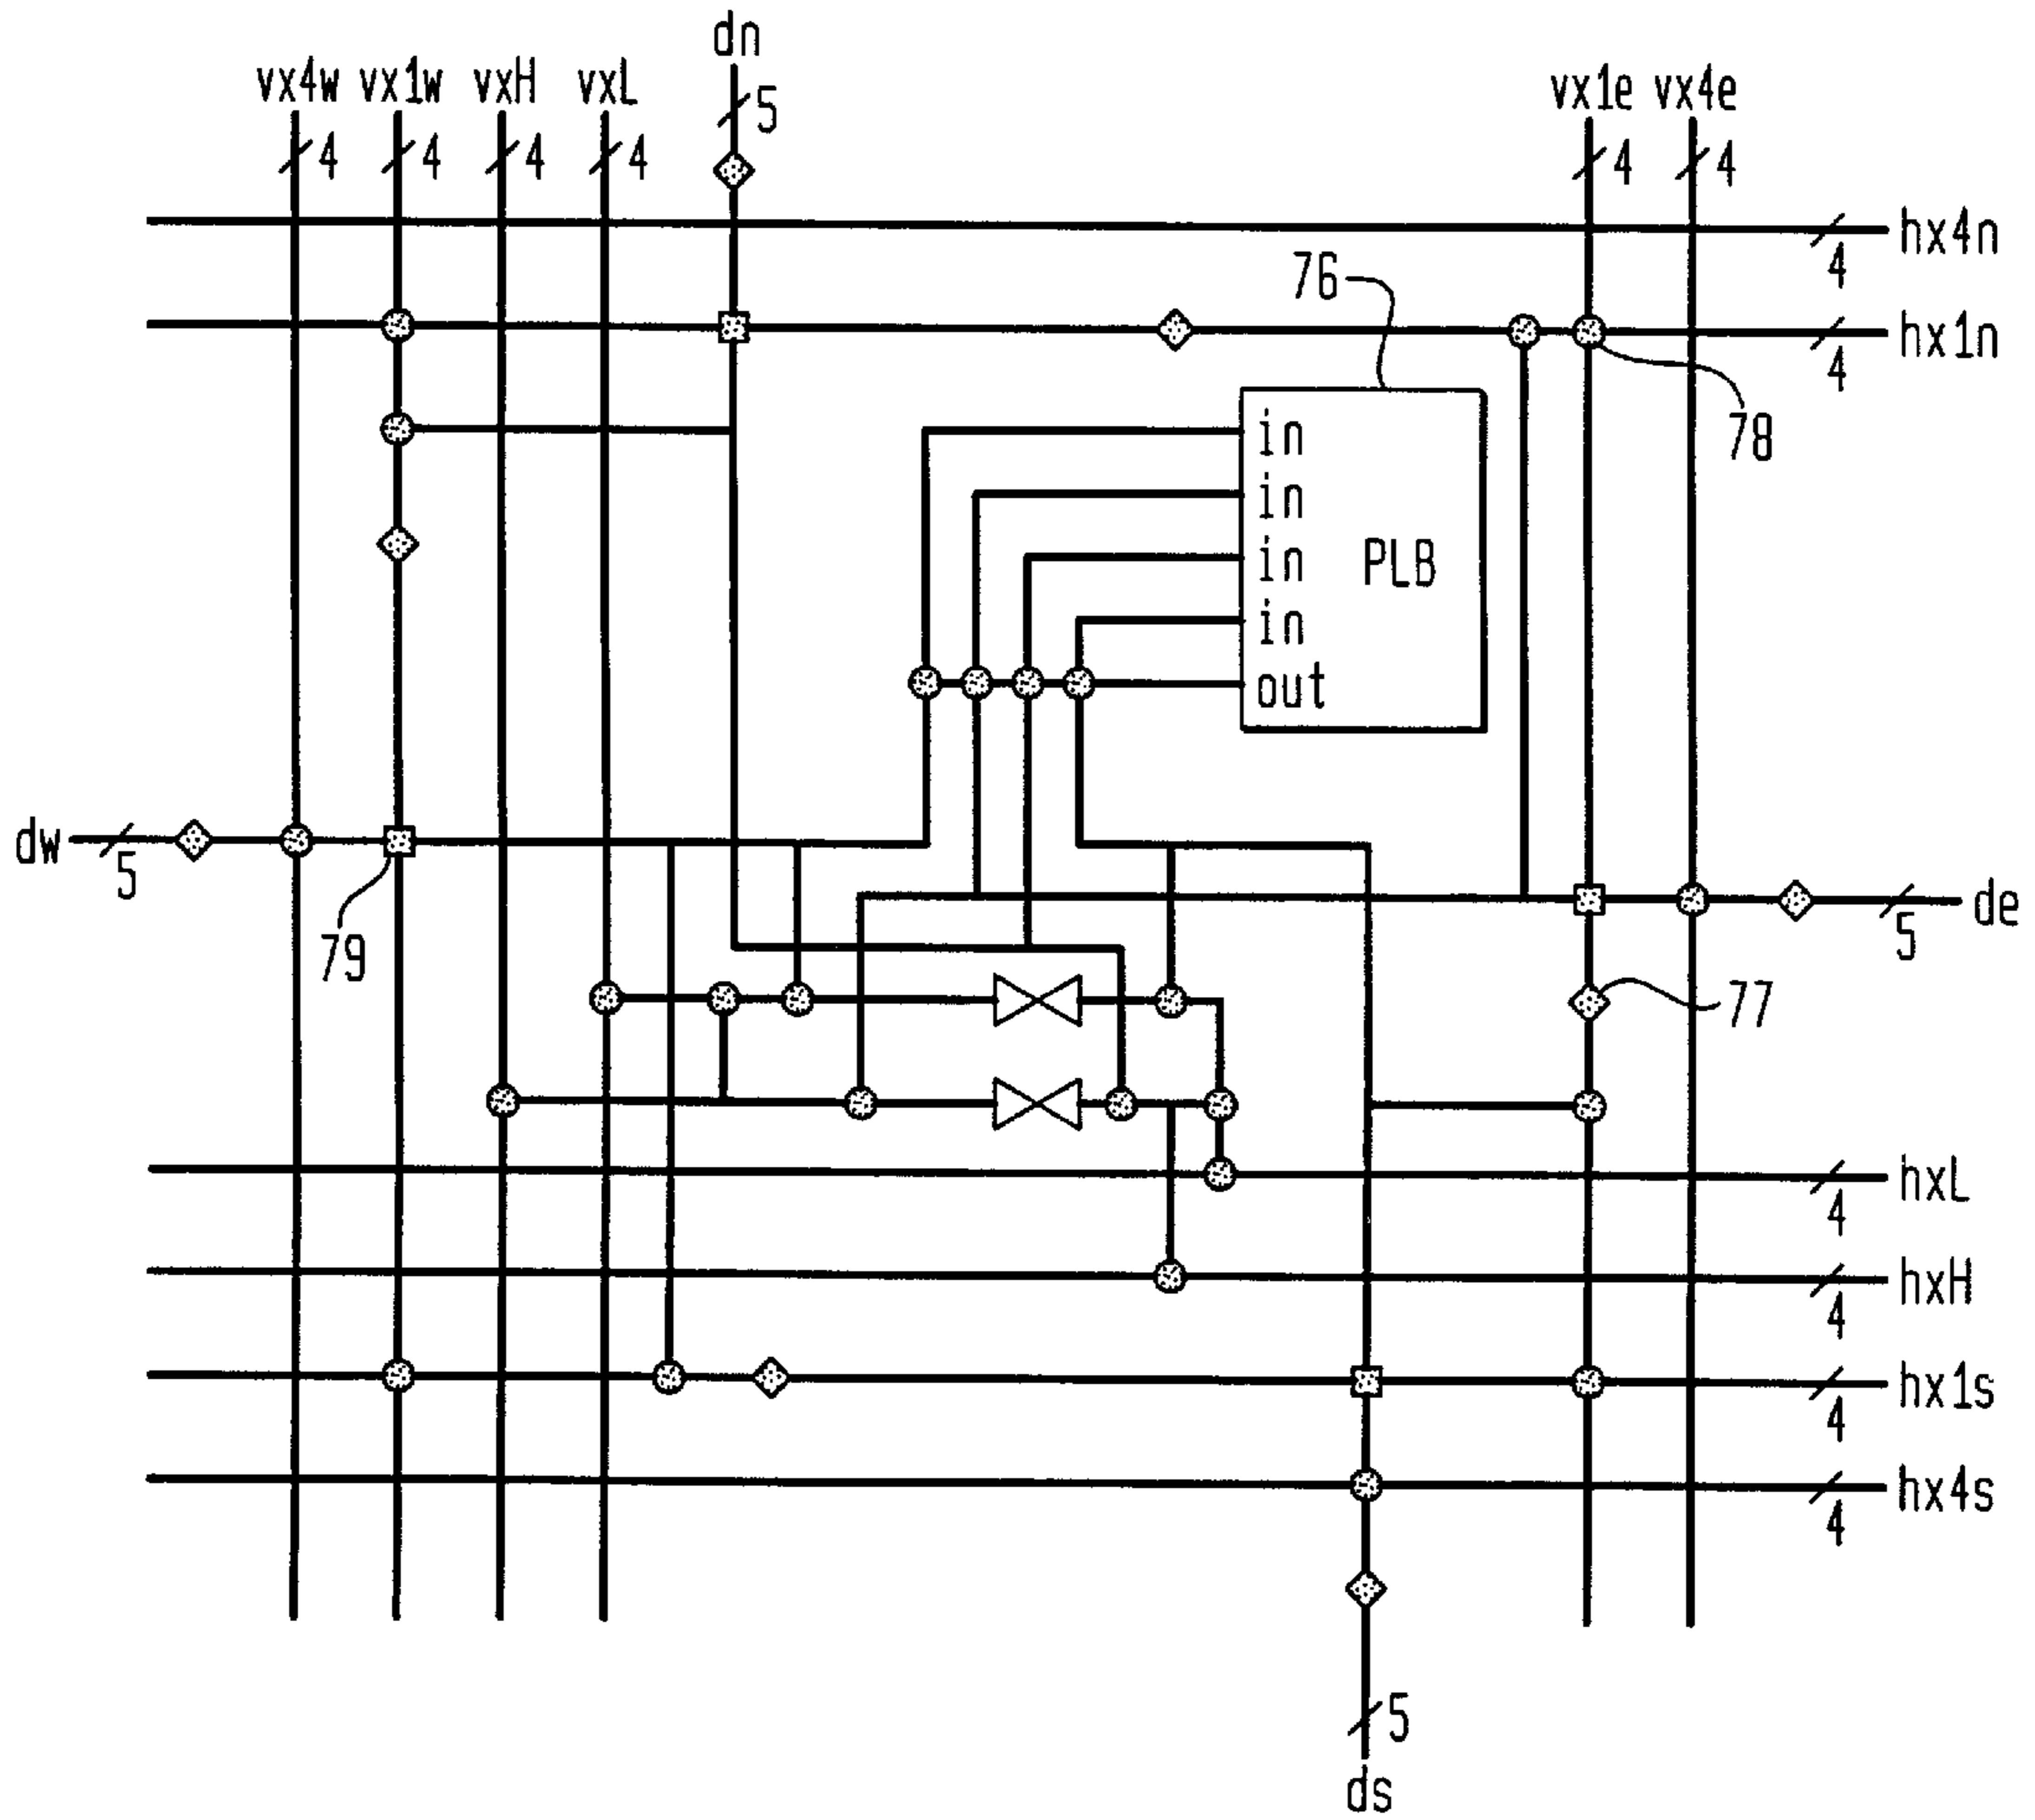 dn
vx4w vx1w vxH vxL
vx1e vx4e
5
4 4 4 4
4 4
hx4n
4
76
hx1n
4
78
in
in
in PLB
in
out
dw
5
79
de
5
77
hxL
4
hxH
4
hx1s
4
hx4s
4
5
ds